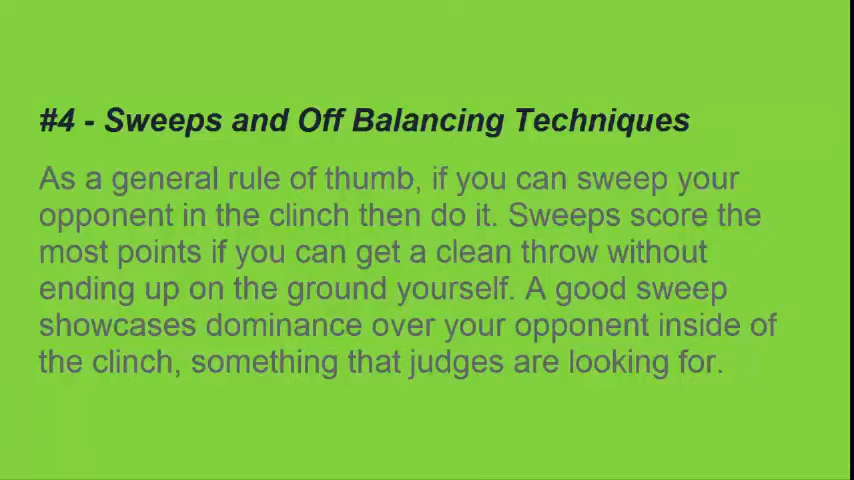 #4 - Sweeps and Off Balancing Techniques
As a general rule of thumb, if you can sweep your
opponent in the clinch then do it. Sweeps score the
most points if you can get a clean throw without
ending up on the ground yourself. A good sweep
showcases dominance over your opponent inside of
the clinch, something that judges are looking for.